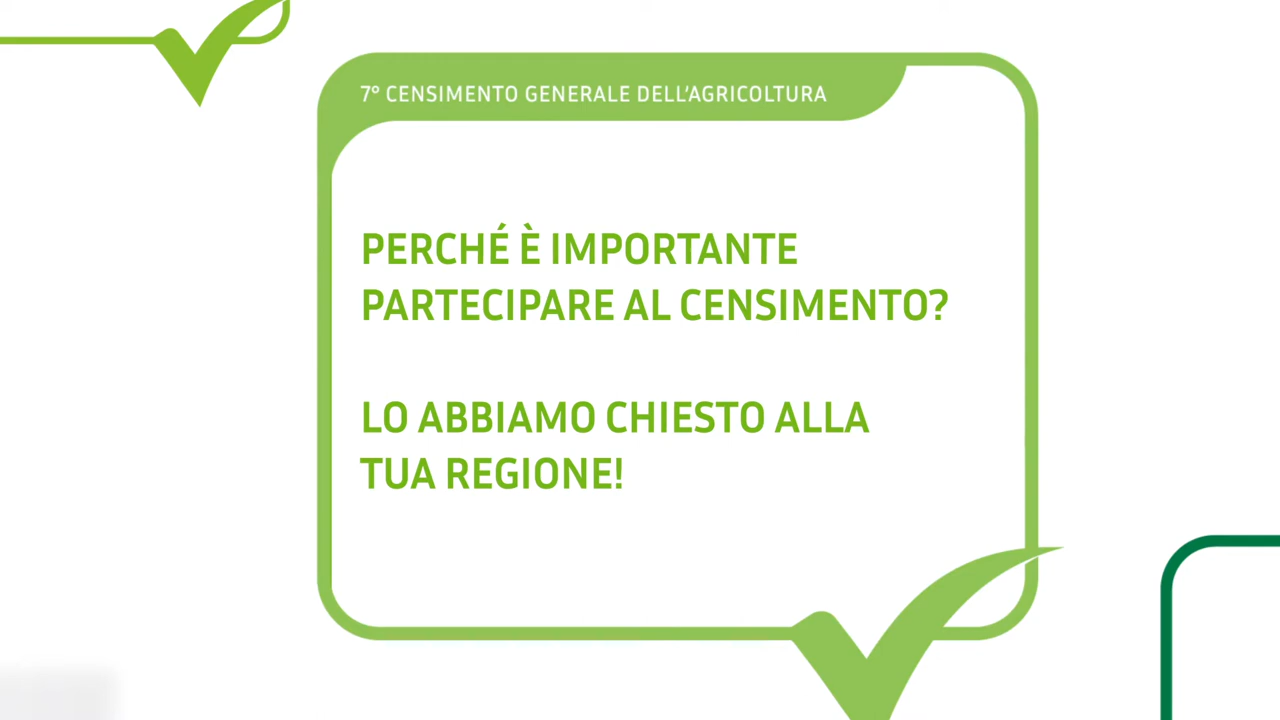 7° CENSIMENTO GENERALE DELL'AGRICOLTURA
PERCHÉ È IMPORTANTE
PARTECIPARE AL CENSIMENTO?
LO ABBIAMO CHIESTO ALLA
TUA REGIONE!